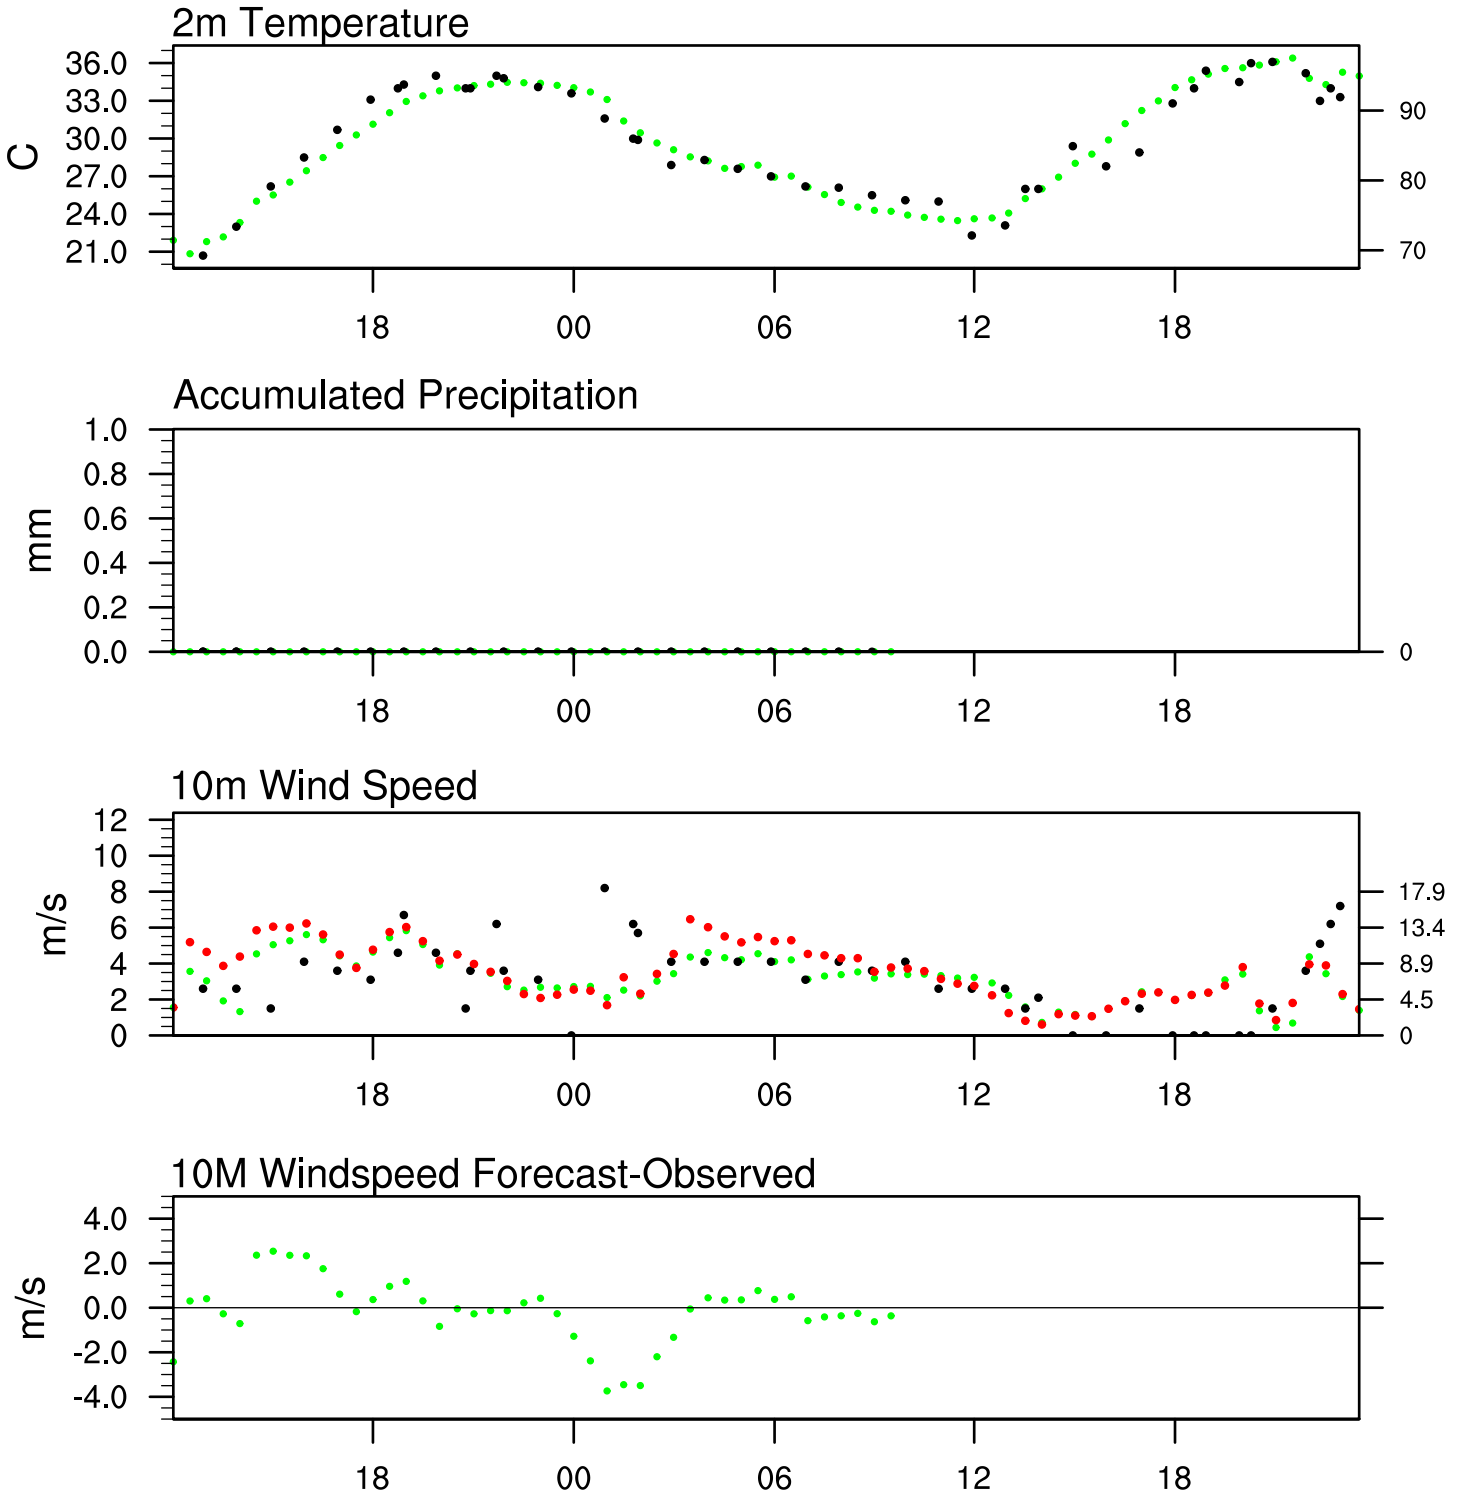 2m Temperature
36.0
33.0
30.0
27.0
24.0
21.0
C
90
80
70
18 00 06 12 18
Accumulated Precipitation
1.0
0.8
0.6
0.4
0.2
0.0
mm
0
18 00 06 12 18
10m Wind Speed
12
10
8
6
4
2
0
m/s
17.9
13.4
8.9
4.5
0
18 00 06 12 18
10M Windspeed Forecast-Observed
4.0
2.0
0.0
-2.0
-4.0
m/s
18 00 06 12 18